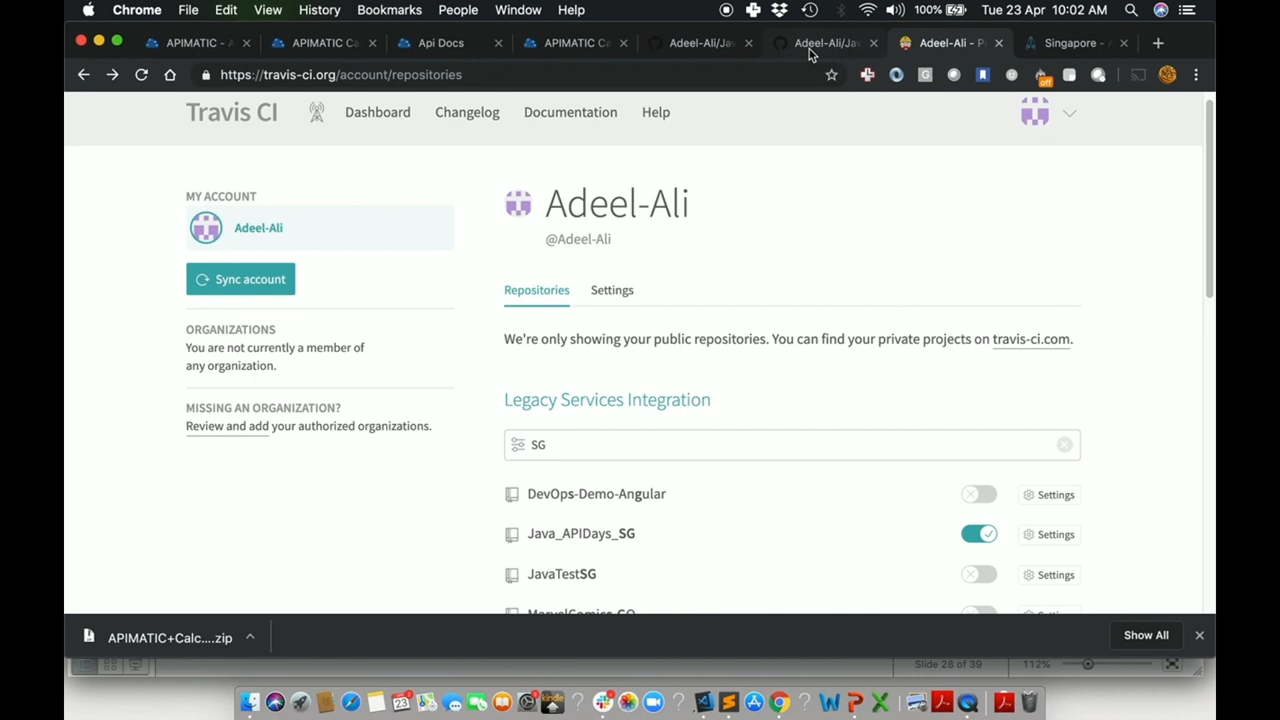 Chrome File Edit View History Bookmarks People Window Help 100% Tue 23 Apr 10:02 AM
APIMATIC - A APIMATIC Ca Api Docs APIMATIC Ca Adeel-Ali/Jav Adeel-Ali/Jav Adeel-Ali - P Singapore - 
https://travis-ci.org/account/repositories off
Travis CI Dashboard Changelog Documentation Help
MY ACCOUNT
Adeel-Ali
Sync account
ORGANIZATIONS
You are not currently a member of
any organization.
MISSING AN ORGANIZATION?
Review and add your authorized organizations.
Adeel-Ali
@Adeel-Ali
Repositories Settings
We're only showing your public repositories. You can find your private projects on travis-ci.com.
Legacy Services Integration
SG
DevOps-Demo-Angular Settings
Java_APIDays_SG Settings
JavaTestSG Settings
APIMATIC+Calc....zip Show All
Slide 28 of 39 112%